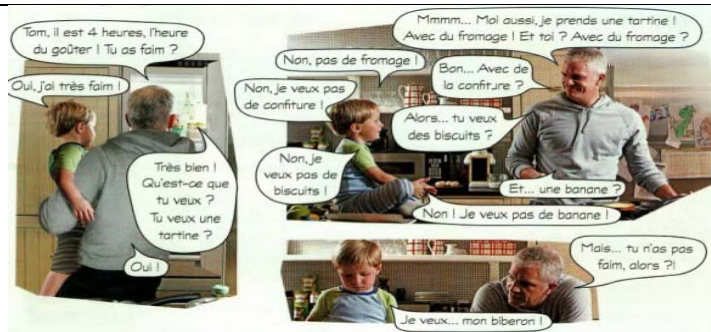 Tom, il est 4 heures, l'heure
du goûter ! Tu as faim ?
Oui, j'ai très faim !
Très bien !
Qu'est-ce que
tu veux ?
Tu veux une
tartine ?
Oui !
Mmmm... Moi aussi, je prends une tartine !
Avec du fromage ! Et toi ? Avec du fromage ?
Non, pas de fromage !
Bon... Avec de
la confiture ?
Non, je veux pas
de confiture !
Alors... tu veux
des biscuits ?
Non, je
veux pas de
biscuits !
Et... une banane ?
Non ! Je veux pas de banane !
Mais... tu n'as pas
faim, alors ?!
Je veux... mon biberon !